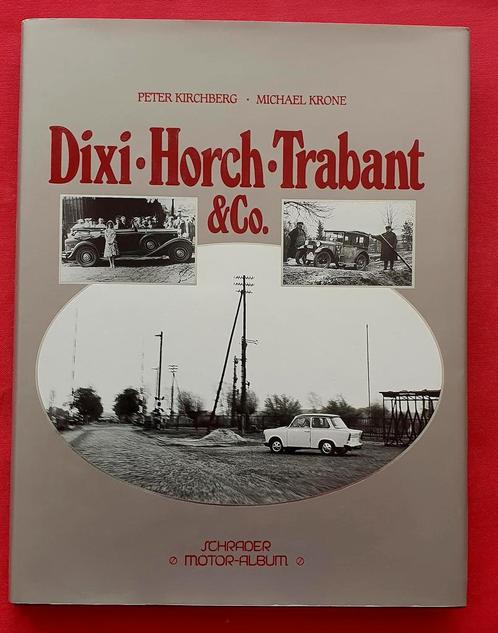 PETER KIRCHBERG · MICHAEL KRONE
Dixi·Horch·Trabant
&Co.
SCHRADER
MOTOR-ALBUM